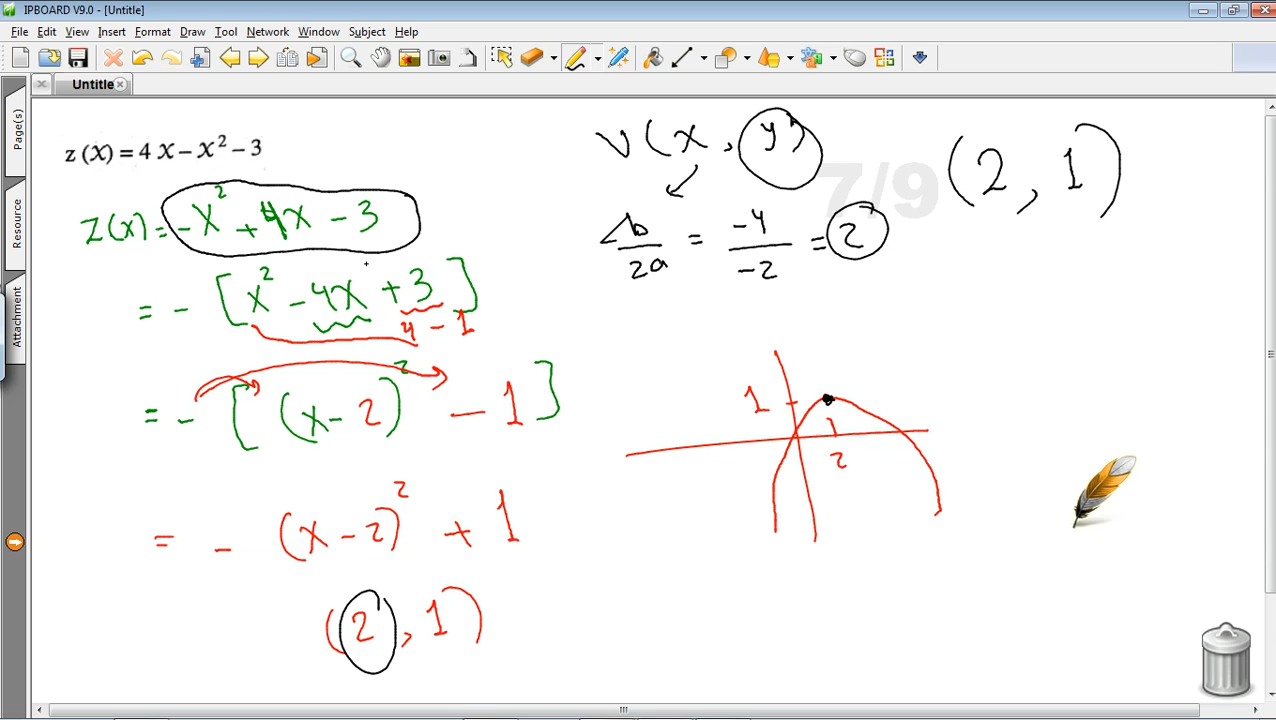 IPBOARD V9.0 - [Untitle]
File Edit View Insert Format Draw Tool Network Window Subject Help
Untitle
Page(s)
Resource
Attachment
z (X) = 4 X – X² – 3
Z(x) = -X² + 4X - 3
= - [x² - 4X + 3]
4 - 1
= - [(x - 2)² - 1]
= - (x - 2)² + 1
(2, 1)
V(x, y)
-b/2a = -4/-2 = 2
7/9
(2, 1)
1
2